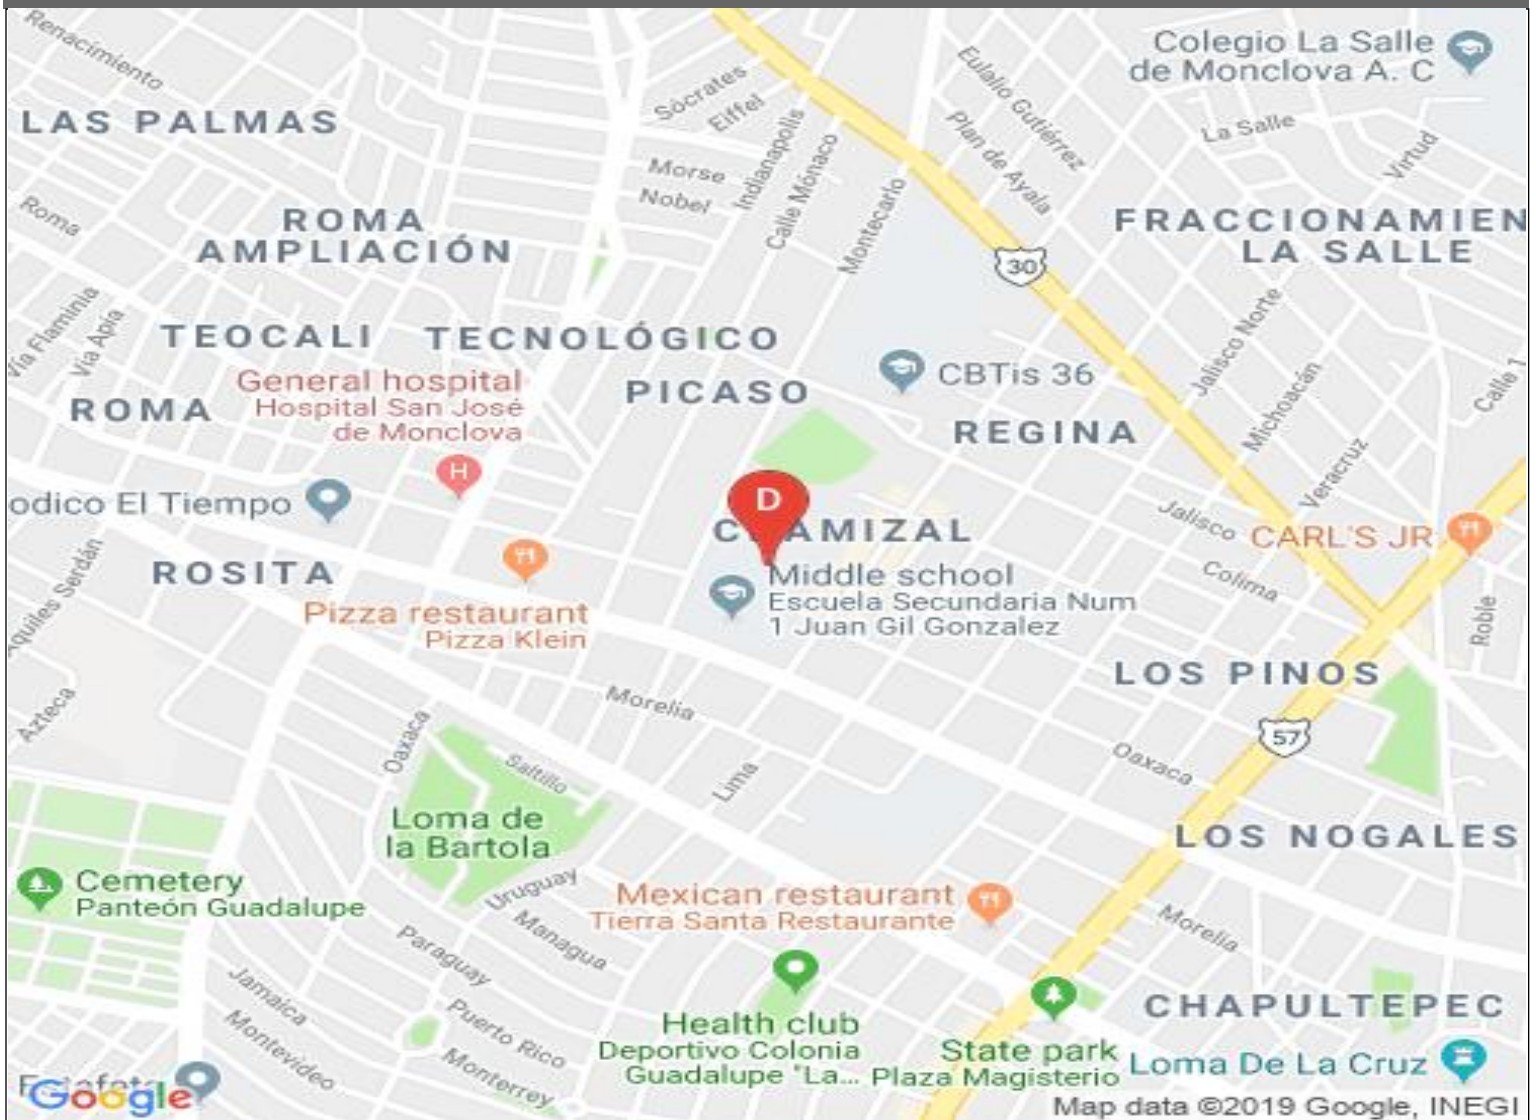 Renacimiento
Colegio La Salle
de Monclova A. C
LAS PALMAS
Sócrates
Eiffel
Indianapolis
Calle Mónaco
Eulalio Gutiérrez
Plan de Ayala
La Salle
Virtud
Morse
Nobel
Montecarlo
Roma
ROMA
AMPLIACIÓN
FRACCIONAMIEN
LA SALLE
30
Vía Flaminia
Vía Apia
TEOCALI
TECNOLÓGICO
Jalisco Norte
Michoacán
Calle 1
General hospital
Hospital San José
de Monclova
H
ROMA
PICASO
CBTis 36
REGINA
Veracruz
odico El Tiempo
D
Jalisco
CARL'S JR
Aquiles Serdán
ROSITA
Pizza restaurant
Pizza Klein
Middle school
Escuela Secundaria Num
1 Juan Gil Gonzalez
Colima
Roble
LOS PINOS
Azteca
Morelia
Oaxaca
Saltillo
Lima
57
Oaxaca
Loma de
la Bartola
LOS NOGALES
Cemetery
Panteón Guadalupe
Uruguay
Managua
Mexican restaurant
Tierra Santa Restaurante
Morelia
Paraguay
Jamaica
Montevideo
Puerto Rico
Monterrey
Health club
Deportivo Colonia
Guadalupe "La...
State park
Plaza Magisterio
CHAPULTEPEC
Loma De La Cruz
Google
Map data ©2019 Google, INEGI